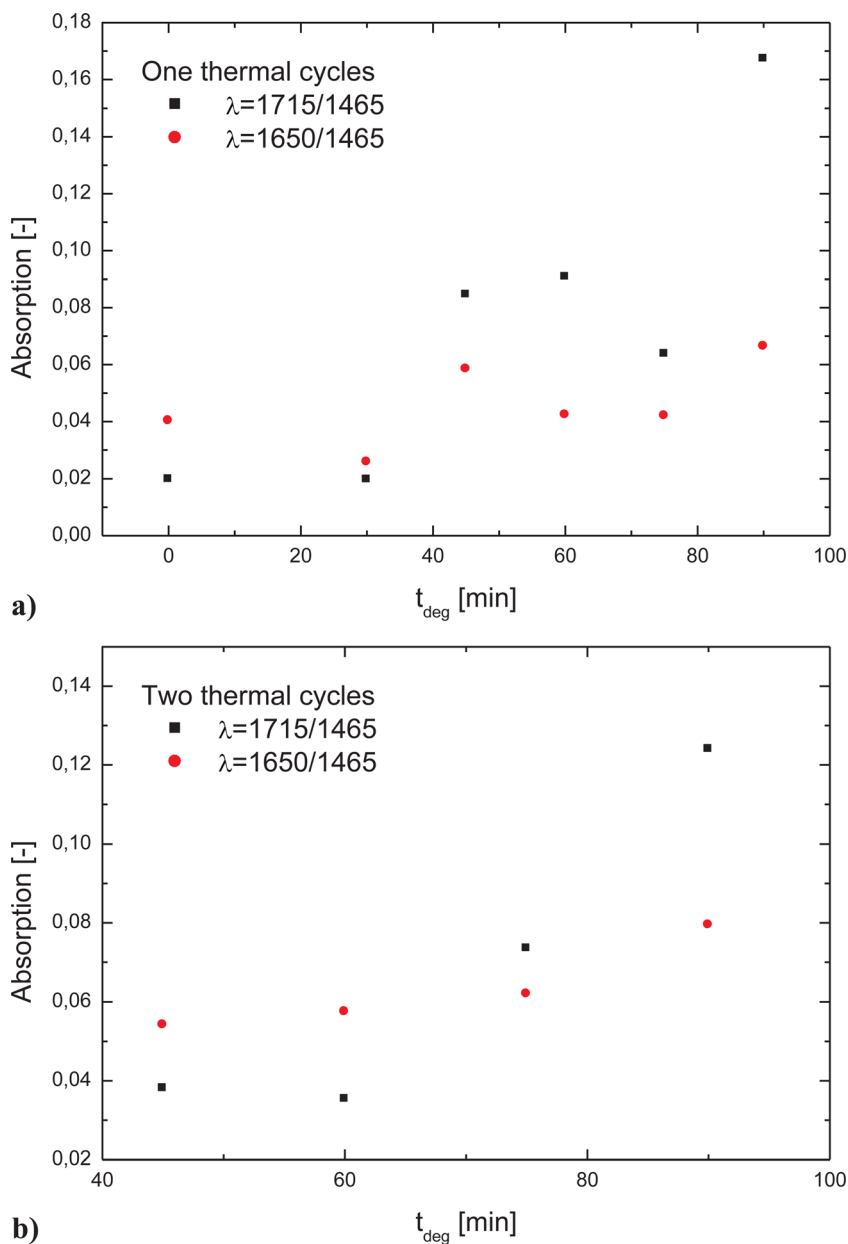 0,18
0,16
0,14
0,12
0,10
0,08
0,06
0,04
0,02
0,00
Absorption [-]
One thermal cycles
λ=1715/1465
λ=1650/1465
0 20 40 60 80 100
t_deg [min]
a)
0,14
0,12
0,10
0,08
0,06
0,04
0,02
Absorption [-]
Two thermal cycles
λ=1715/1465
λ=1650/1465
40 60 80 100
t_deg [min]
b)